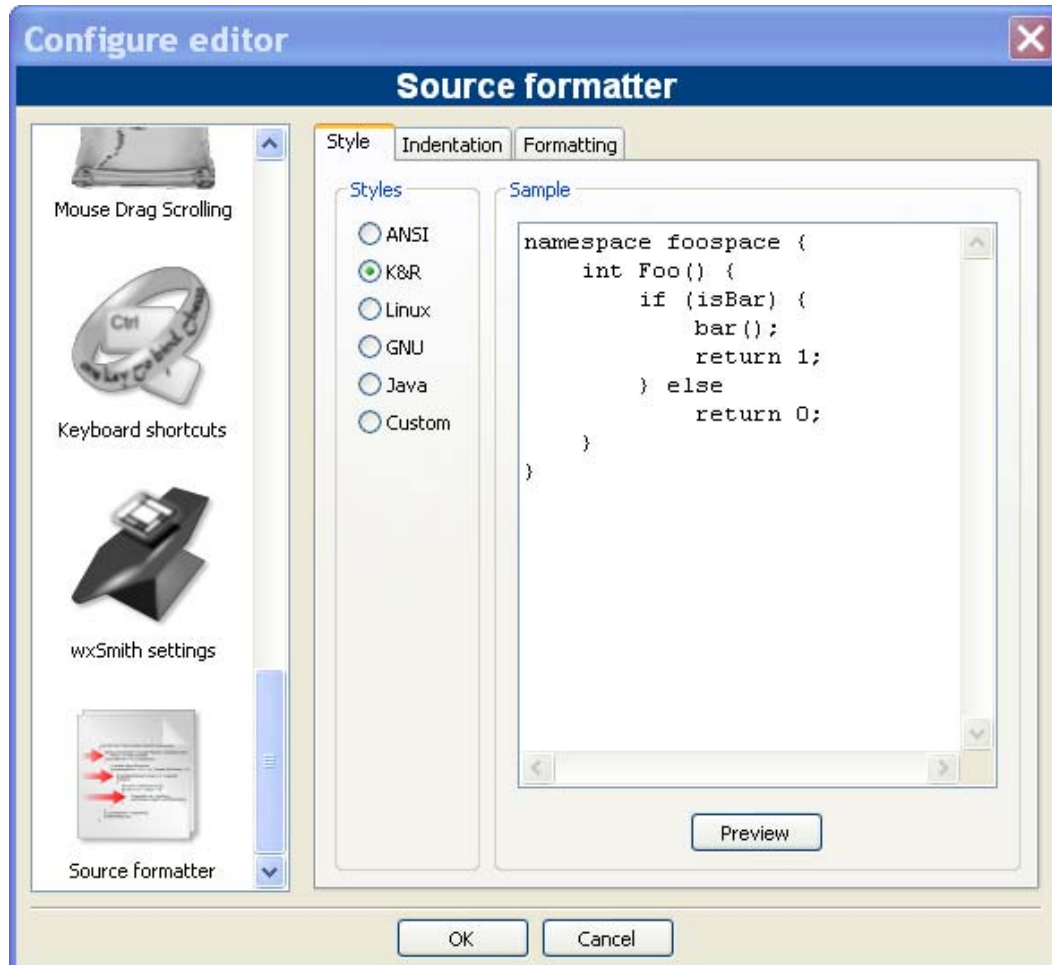 Configure editor
Source formatter
Mouse Drag Scrolling
Ctrl
Keyboard shortcuts
wxSmith settings
Source formatter
Style
Indentation
Formatting
Styles
ANSI
K&R
Linux
GNU
Java
Custom
Sample
namespace foospace {
int Foo() {
if (isBar) {
bar();
return 1;
} else
return 0;
}
}
Preview
OK
Cancel